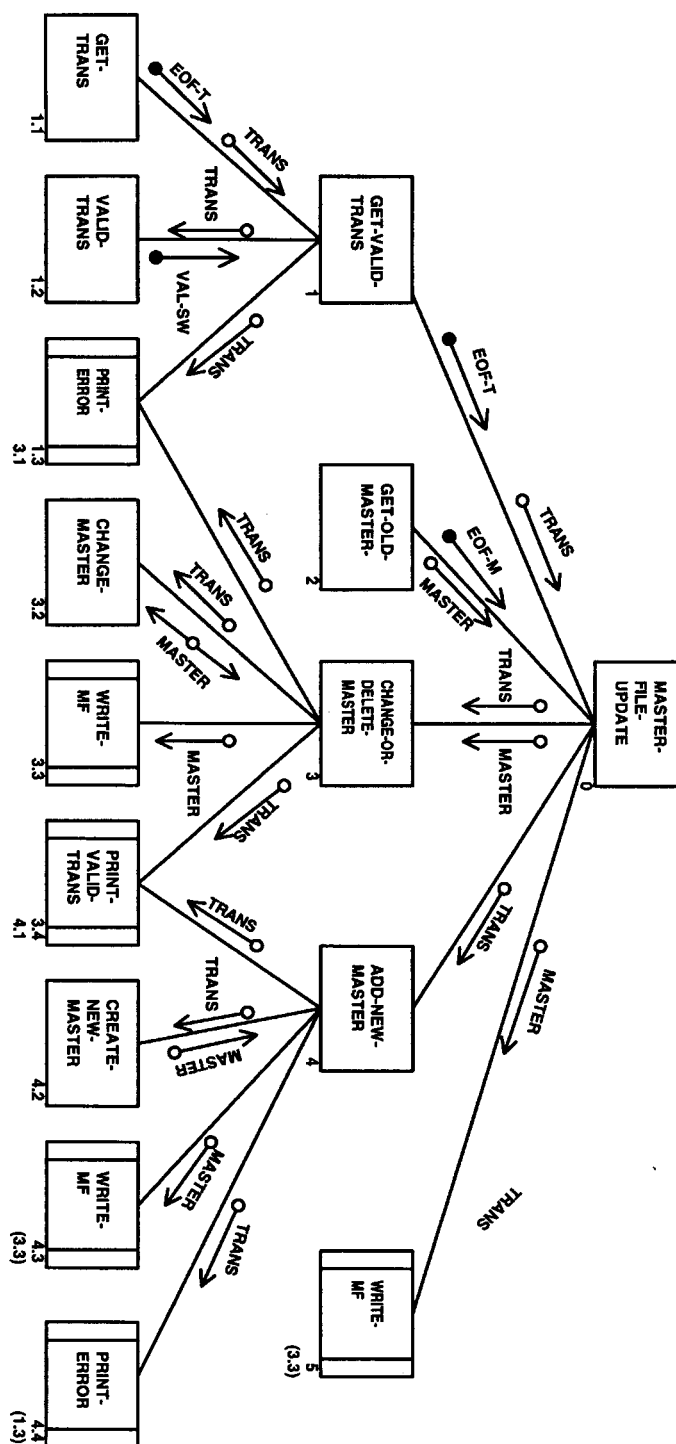 MASTER-
FILE-
UPDATE
0
EOF-T
TRANS
EOF-M
MASTER
TRANS
MASTER
TRANS
MASTER
TRANS
GET-VALID-
TRANS
1
GET-OLD-
MASTER-
2
CHANGE-OR-
DELETE-
MASTER
3
ADD-NEW-
MASTER
4
WRITE-
MF
5
(3.3)
EOF-T
TRANS
TRANS
VAL-SW
TRANS
TRANS
TRANS
MASTER
MASTER
TRANS
TRANS
TRANS
MASTER
MASTER
TRANS
GET-
TRANS
1.1
VALID-
TRANS
1.2
PRINT-
ERROR
1.3
3.1
CHANGE-
MASTER
3.2
WRITE-
MF
3.3
PRINT-
VALID-
TRANS
3.4
4.1
CREATE-
NEW-
MASTER
4.2
WRITE-
MF
4.3
(3.3)
PRINT-
ERROR
4.4
(1.3)